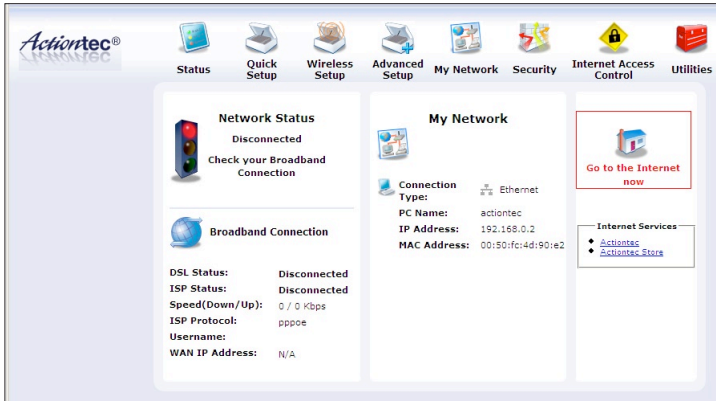 Actiontec®
Status
Quick Setup
Wireless Setup
Advanced Setup
My Network
Security
Internet Access Control
Utilities
Network Status
Disconnected
Check your Broadband
Connection
Broadband Connection
DSL Status: Disconnected
ISP Status: Disconnected
Speed(Down/Up): 0 / 0 Kbps
ISP Protocol: pppoe
Username:
WAN IP Address: N/A
My Network
Connection Type: Ethernet
PC Name: actiontec
IP Address: 192.168.0.2
MAC Address: 00:50:fc:4d:90:e2
Go to the Internet
now
Internet Services
Actiontec
Actiontec Store